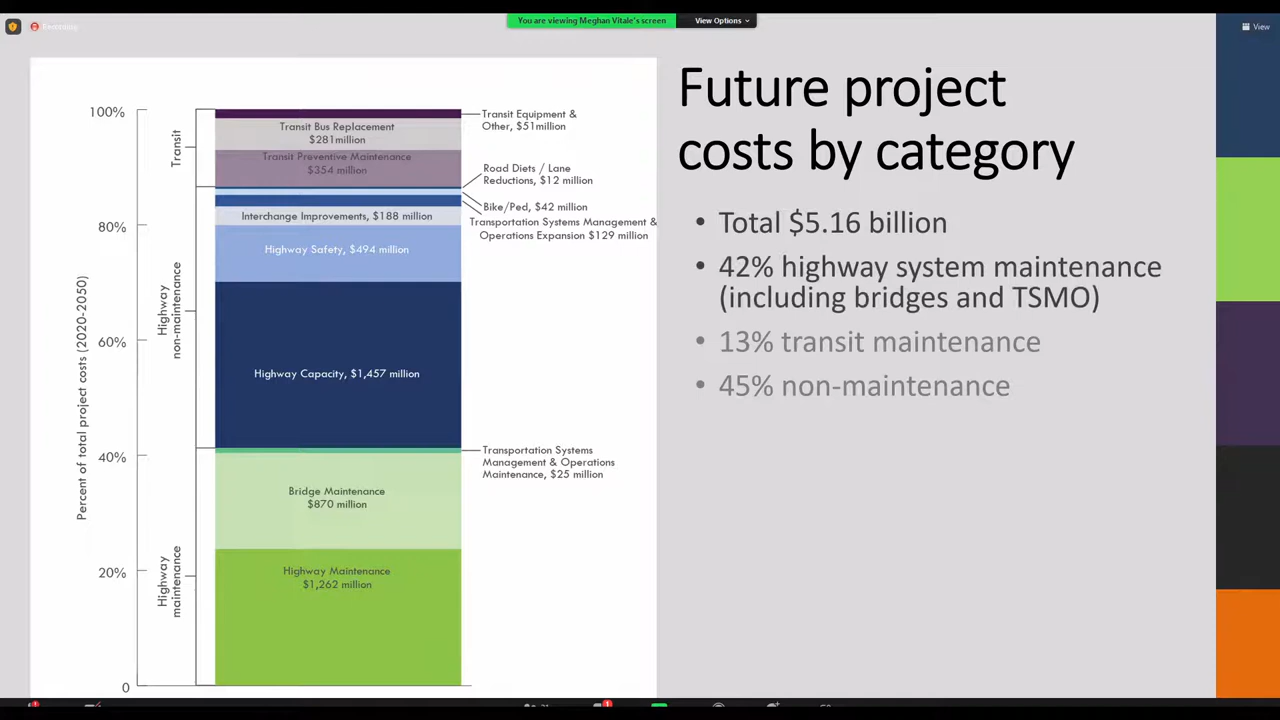 Recording
You are viewing Meghan Vitale's screen
View Options
View
Future project
costs by category
• Total $5.16 billion
• 42% highway system maintenance
(including bridges and TSMO)
• 13% transit maintenance
• 45% non-maintenance
Percent of total project costs (2020-2050)
100%
80%
60%
40%
20%
0
Transit
Highway
non-maintenance
Highway
maintenance
Transit Equipment &
Other, $51million
Transit Bus Replacement
$281million
Transit Preventive Maintenance
$354 million
Road Diets / Lane
Reductions, $12 million
Bike/Ped, $42 million
Transportation Systems Management &
Operations Expansion $129 million
Interchange Improvements, $188 million
Highway Safety, $494 million
Highway Capacity, $1,457 million
Transportation Systems
Management & Operations
Maintenance, $25 million
Bridge Maintenance
$870 million
Highway Maintenance
$1,262 million